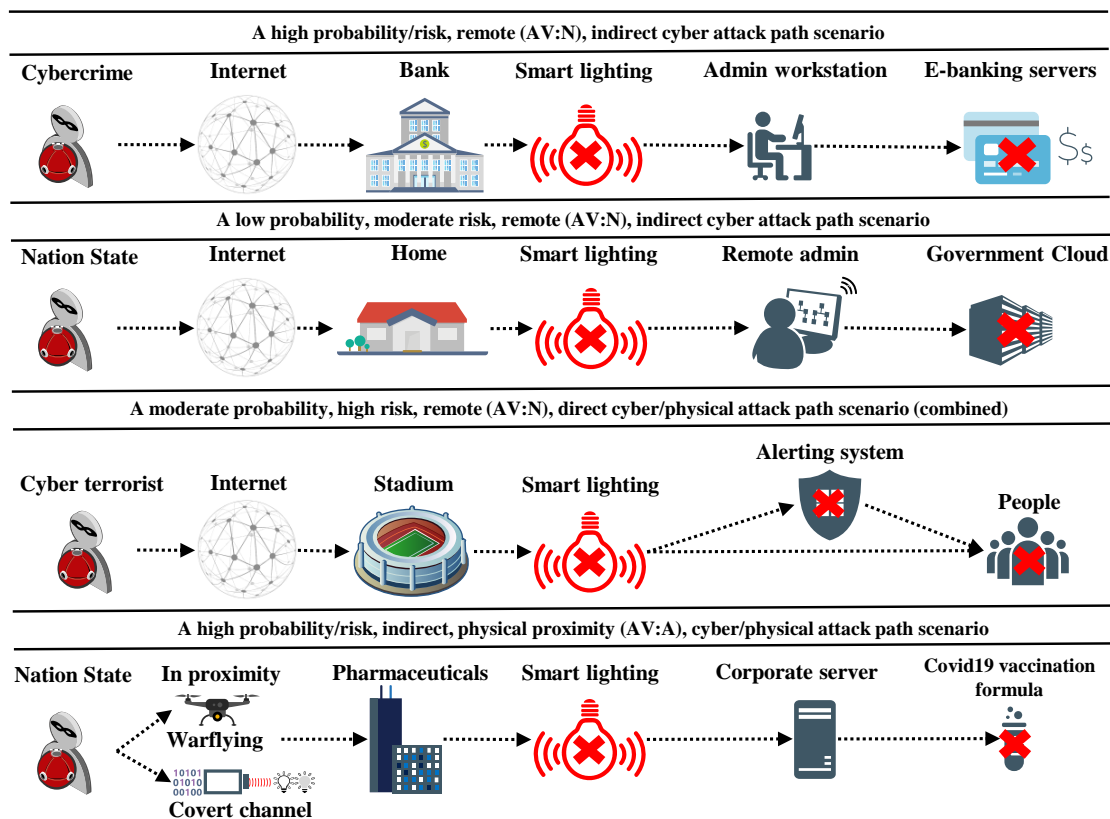 A high probability/risk, remote (AV:N), indirect cyber attack path scenario
Cybercrime Internet Bank Smart lighting Admin workstation E-banking servers
$
$ $
A low probability, moderate risk, remote (AV:N), indirect cyber attack path scenario
Nation State Internet Home Smart lighting Remote admin Government Cloud
A moderate probability, high risk, remote (AV:N), direct cyber/physical attack path scenario (combined)
Alerting system
Cyber terrorist Internet Stadium Smart lighting
People
A high probability/risk, indirect, physical proximity (AV:A), cyber/physical attack path scenario
Nation State In proximity Pharmaceuticals Smart lighting Corporate server Covid19 vaccination
formula
Warflying
10101
01010
00100
Covert channel